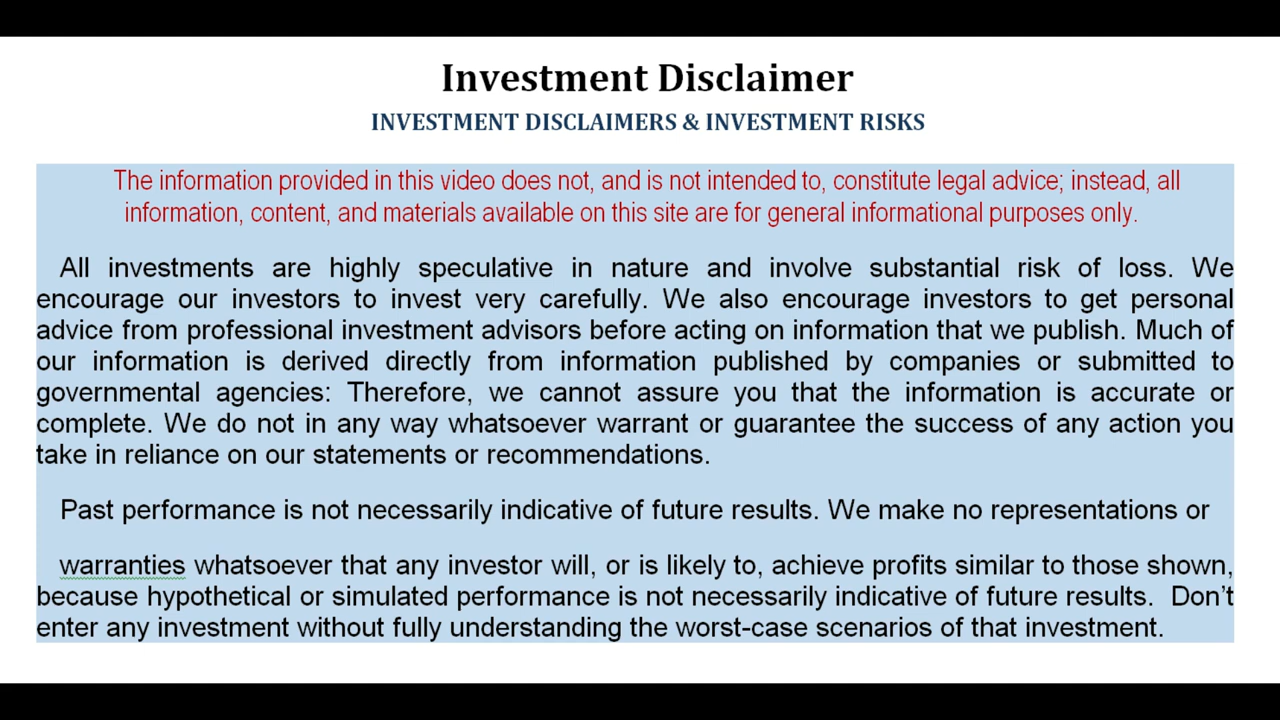 Investment Disclaimer
INVESTMENT DISCLAIMERS & INVESTMENT RISKS
The information provided in this video does not, and is not intended to, constitute legal advice; instead, all
information, content, and materials available on this site are for general informational purposes only.
All investments are highly speculative in nature and involve substantial risk of loss. We
encourage our investors to invest very carefully. We also encourage investors to get personal
advice from professional investment advisors before acting on information that we publish. Much of
our information is derived directly from information published by companies or submitted to
governmental agencies: Therefore, we cannot assure you that the information is accurate or
complete. We do not in any way whatsoever warrant or guarantee the success of any action you
take in reliance on our statements or recommendations.
Past performance is not necessarily indicative of future results. We make no representations or
warranties whatsoever that any investor will, or is likely to, achieve profits similar to those shown,
because hypothetical or simulated performance is not necessarily indicative of future results.  Don’t
enter any investment without fully understanding the worst-case scenarios of that investment.